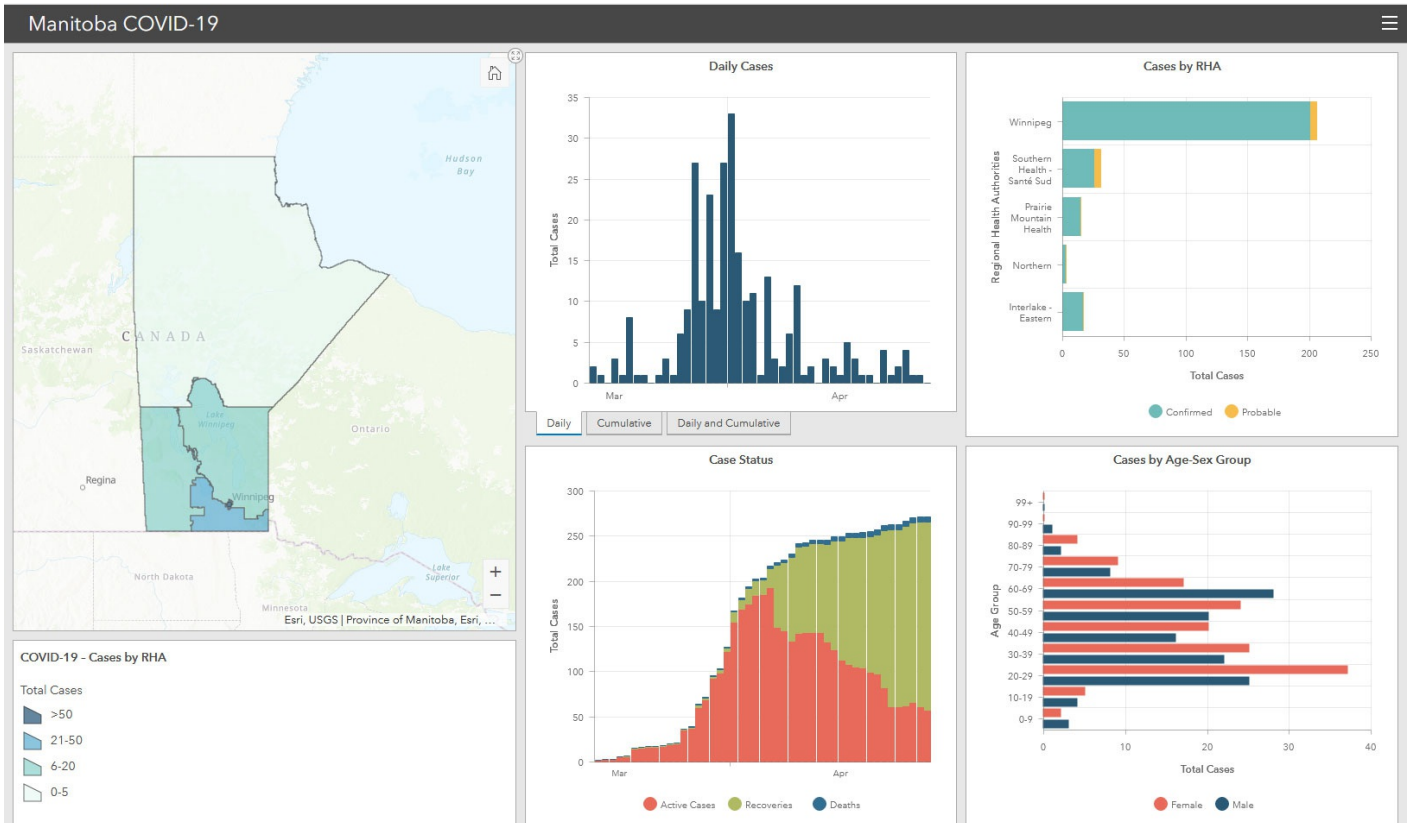 Manitoba COVID-19
Hudson
Bay
CANADA
Saskatchewan
Lake
Winnipeg
Ontario
Regina
Winnipeg
North Dakota
Lake
Superior
Minnesota
+
−
Esri, USGS | Province of Manitoba, Esri, ...
COVID-19 - Cases by RHA
Total Cases
>50
21-50
6-20
0-5
Daily Cases
Total Cases
35
30
25
20
15
10
5
0
Mar
Apr
Daily
Cumulative
Daily and Cumulative
Case Status
Total Cases
300
250
200
150
100
50
0
Mar
Apr
Active Cases
Recoveries
Deaths
Cases by RHA
Regional Health Authorities
Winnipeg
Southern
Health -
Santé Sud
Prairie
Mountain
Health
Northern
Interlake -
Eastern
0 50 100 150 200 250
Total Cases
Confirmed
Probable
Cases by Age-Sex Group
Age Group
99+
90-99
80-89
70-79
60-69
50-59
40-49
30-39
20-29
10-19
0-9
0 10 20 30 40
Total Cases
Female
Male